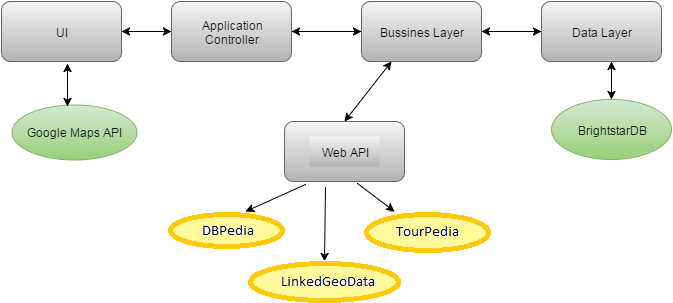 UI
Application
Controller
Bussines Layer
Data Layer
Google Maps API
BrightstarDB
Web API
DBPedia
TourPedia
LinkedGeoData